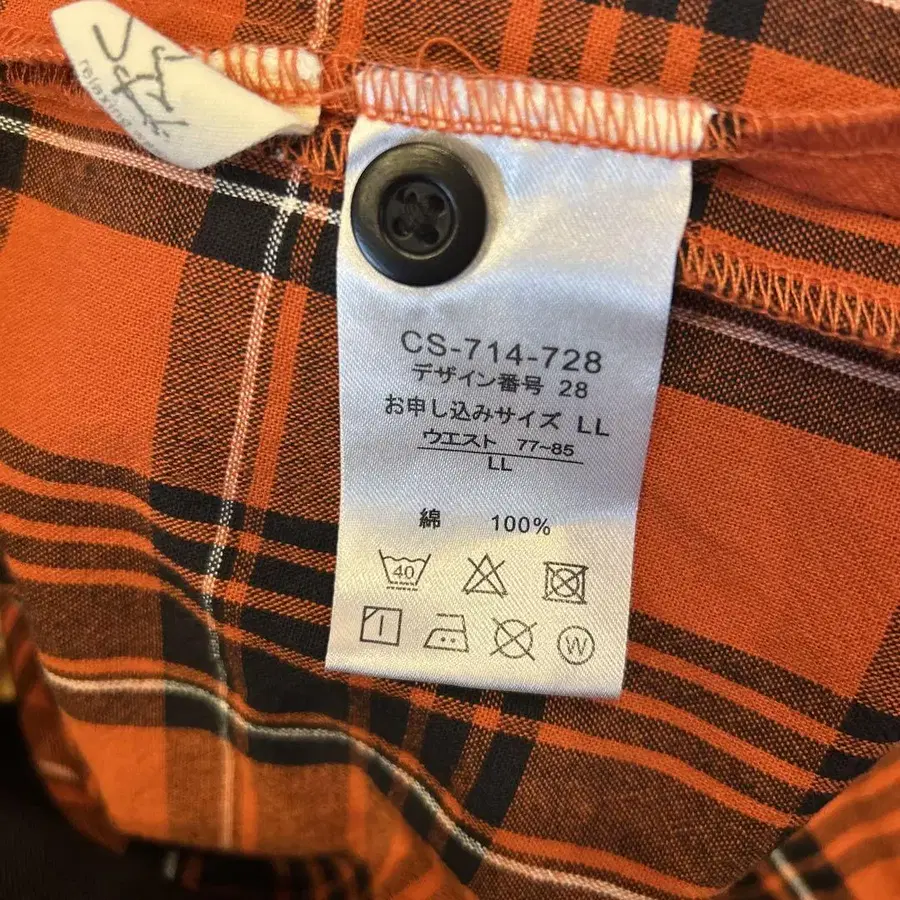 CS-714-728
デザイン番号 28
お申し込みサイズ LL
ウエスト 77~85
LL
綿 100%
40
W